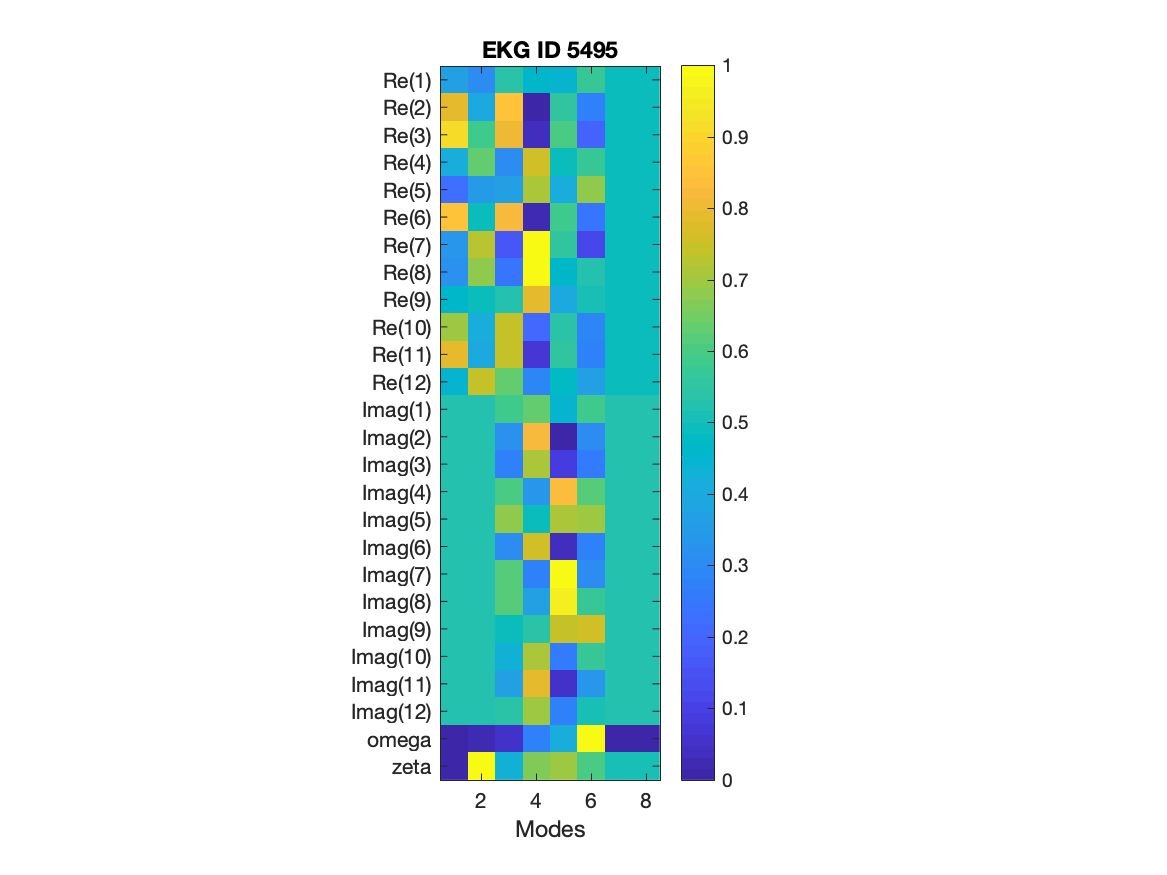 EKG ID 5495
Re(1)
Re(2)
Re(3)
Re(4)
Re(5)
Re(6)
Re(7)
Re(8)
Re(9)
Re(10)
Re(11)
Re(12)
Imag(1)
Imag(2)
Imag(3)
Imag(4)
Imag(5)
Imag(6)
Imag(7)
Imag(8)
Imag(9)
Imag(10)
Imag(11)
Imag(12)
omega
zeta
2 4 6 8
Modes
1
0.9
0.8
0.7
0.6
0.5
0.4
0.3
0.2
0.1
0